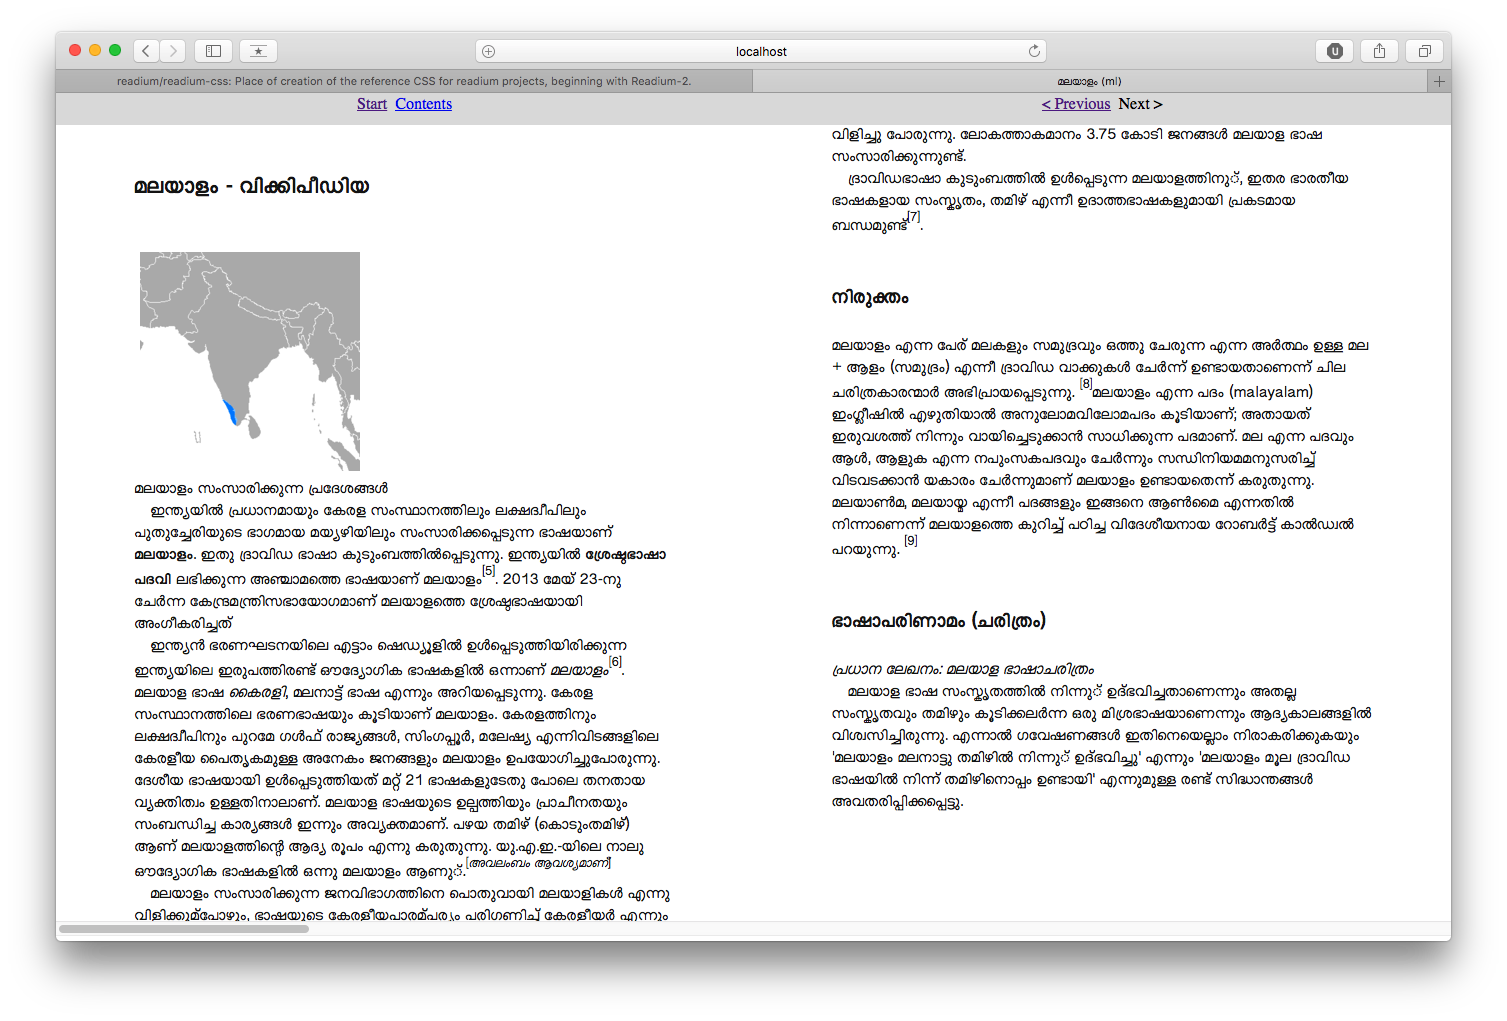 localhost
readium/readium-css: Place of creation of the reference CSS for readium projects, beginning with Readium-2.
മലയാളം (ml)
Start Contents
< Previous Next >
മലയാളം - വിക്കിപീഡിയ
മലയാളം സംസാരിക്കുന്ന പ്രദേശങ്ങൾ
ഇന്ത്യയിൽ പ്രധാനമായും കേരള സംസ്ഥാനത്തിലും ലക്ഷദ്വീപിലും
പുതുച്ചേരിയുടെ ഭാഗമായ മയ്യഴിയിലും സംസാരിക്കപ്പെടുന്ന ഭാഷയാണ്
മലയാളം. ഇതു ദ്രാവിഡ ഭാഷാ കുടുംബത്തിൽപ്പെടുന്നു. ഇന്ത്യയിൽ ശ്രേഷ്ഠഭാഷാ
പദവി ലഭിക്കുന്ന അഞ്ചാമത്തെ ഭാഷയാണ് മലയാളം[5]. 2013 മേയ് 23-നു
ചേർന്ന കേന്ദ്രമന്ത്രിസഭായോഗമാണ് മലയാളത്തെ ശ്രേഷ്ഠഭാഷയായി
അംഗീകരിച്ചത്
ഇന്ത്യൻ ഭരണഘടനയിലെ എട്ടാം ഷെഡ്യൂളിൽ ഉൾപ്പെടുത്തിയിരിക്കുന്ന
ഇന്ത്യയിലെ ഇരുപത്തിരണ്ട് ഔദ്യോഗിക ഭാഷകളിൽ ഒന്നാണ് മലയാളം[6].
മലയാള ഭാഷ കൈരളി, മലനാട്ട് ഭാഷ എന്നും അറിയപ്പെടുന്നു. കേരള
സംസ്ഥാനത്തിലെ ഭരണഭാഷയും കൂടിയാണ് മലയാളം. കേരളത്തിനും
ലക്ഷദ്വീപിനും പുറമേ ഗൾഫ് രാജ്യങ്ങൾ, സിംഗപ്പൂർ, മലേഷ്യ എന്നിവിടങ്ങളിലെ
കേരളീയ പൈതൃകമുള്ള അനേകം ജനങ്ങളും മലയാളം ഉപയോഗിച്ചുപോരുന്നു.
ദേശീയ ഭാഷയായി ഉൾപ്പെടുത്തിയത് മറ്റ് 21 ഭാഷകളുടേതു പോലെ തനതായ
വ്യക്തിത്വം ഉള്ളതിനാലാണ്. മലയാള ഭാഷയുടെ ഉല്പത്തിയും പ്രാചീനതയും
സംബന്ധിച്ച കാര്യങ്ങൾ ഇന്നും അവ്യക്തമാണ്. പഴയ തമിഴ് (കൊടുംതമിഴ്)
ആണ് മലയാളത്തിന്റെ ആദ്യ രൂപം എന്നു കരുതുന്നു. യു.എ.ഇ.-യിലെ നാലു
ഔദ്യോഗിക ഭാഷകളിൽ ഒന്നു മലയാളം ആണു്.[അവലംബം ആവശ്യമാണ്]
മലയാളം സംസാരിക്കുന്ന ജനവിഭാഗത്തിനെ പൊതുവായി മലയാളികൾ എന്നു
വിളിക്കുമ്പോഴും, ഭാഷയുടെ കേരളീയപാരമ്പര്യം പരിഗണിച്ച് കേരളീയർ എന്നും
വിളിച്ചു പോരുന്നു. ലോകത്താകമാനം 3.75 കോടി ജനങ്ങൾ മലയാള ഭാഷ
സംസാരിക്കുന്നുണ്ട്.
ദ്രാവിഡഭാഷാ കുടുംബത്തിൽ ഉൾപ്പെടുന്ന മലയാളത്തിനു്, ഇതര ഭാരതീയ
ഭാഷകളായ സംസ്കൃതം, തമിഴ് എന്നീ ഉദാത്തഭാഷകളുമായി പ്രകടമായ
ബന്ധമുണ്ട്[7].
നിരുക്തം
മലയാളം എന്ന പേര് മലകളും സമുദ്രവും ഒത്തു ചേരുന്ന എന്ന അർത്ഥം ഉള്ള മല
+ ആളം (സമുദ്രം) എന്നീ ദ്രാവിഡ വാക്കുകൾ ചേർന്ന് ഉണ്ടായതാണെന്ന് ചില
ചരിത്രകാരന്മാർ അഭിപ്രായപ്പെടുന്നു. [8]മലയാളം എന്ന പദം (malayalam)
ഇംഗ്ലീഷിൽ എഴുതിയാൽ അനുലോമവിലോമപദം കൂടിയാണ്; അതായത്
ഇരുവശത്ത് നിന്നും വായിച്ചെടുക്കാൻ സാധിക്കുന്ന പദമാണ്. മല എന്ന പദവും
ആൾ, ആളുക എന്ന നപുംസകപദവും ചേർന്നും സന്ധിനിയമമനുസരിച്ച്
വിടവടക്കാൻ യകാരം ചേർന്നുമാണ് മലയാളം ഉണ്ടായതെന്ന് കരുതുന്നു.
മലയാൺമ, മലയായ്മ എന്നീ പദങ്ങളും ഇങ്ങനെ ആൺമൈ എന്നതിൽ
നിന്നാണെന്ന് മലയാളത്തെ കുറിച്ച് പഠിച്ച വിദേശീയനായ റോബർട്ട് കാൽഡ്വൽ
പറയുന്നു. [9]
ഭാഷാപരിണാമം (ചരിത്രം)
പ്രധാന ലേഖനം: മലയാള ഭാഷാചരിത്രം
മലയാള ഭാഷ സംസ്കൃതത്തിൽ നിന്നു് ഉദ്ഭവിച്ചതാണെന്നും അതല്ല
സംസ്കൃതവും തമിഴും കൂടിക്കലർന്ന ഒരു മിശ്രഭാഷയാണെന്നും ആദ്യകാലങ്ങളിൽ
വിശ്വസിച്ചിരുന്നു. എന്നാൽ ഗവേഷണങ്ങൾ ഇതിനെയെല്ലാം നിരാകരിക്കുകയും
'മലയാളം മലനാട്ടു തമിഴിൽ നിന്നു് ഉദ്ഭവിച്ചു' എന്നും 'മലയാളം മൂല ദ്രാവിഡ
ഭാഷയിൽ നിന്ന് തമിഴിനൊപ്പം ഉണ്ടായി' എന്നുമുള്ള രണ്ട് സിദ്ധാന്തങ്ങൾ
അവതരിപ്പിക്കപ്പെട്ടു.